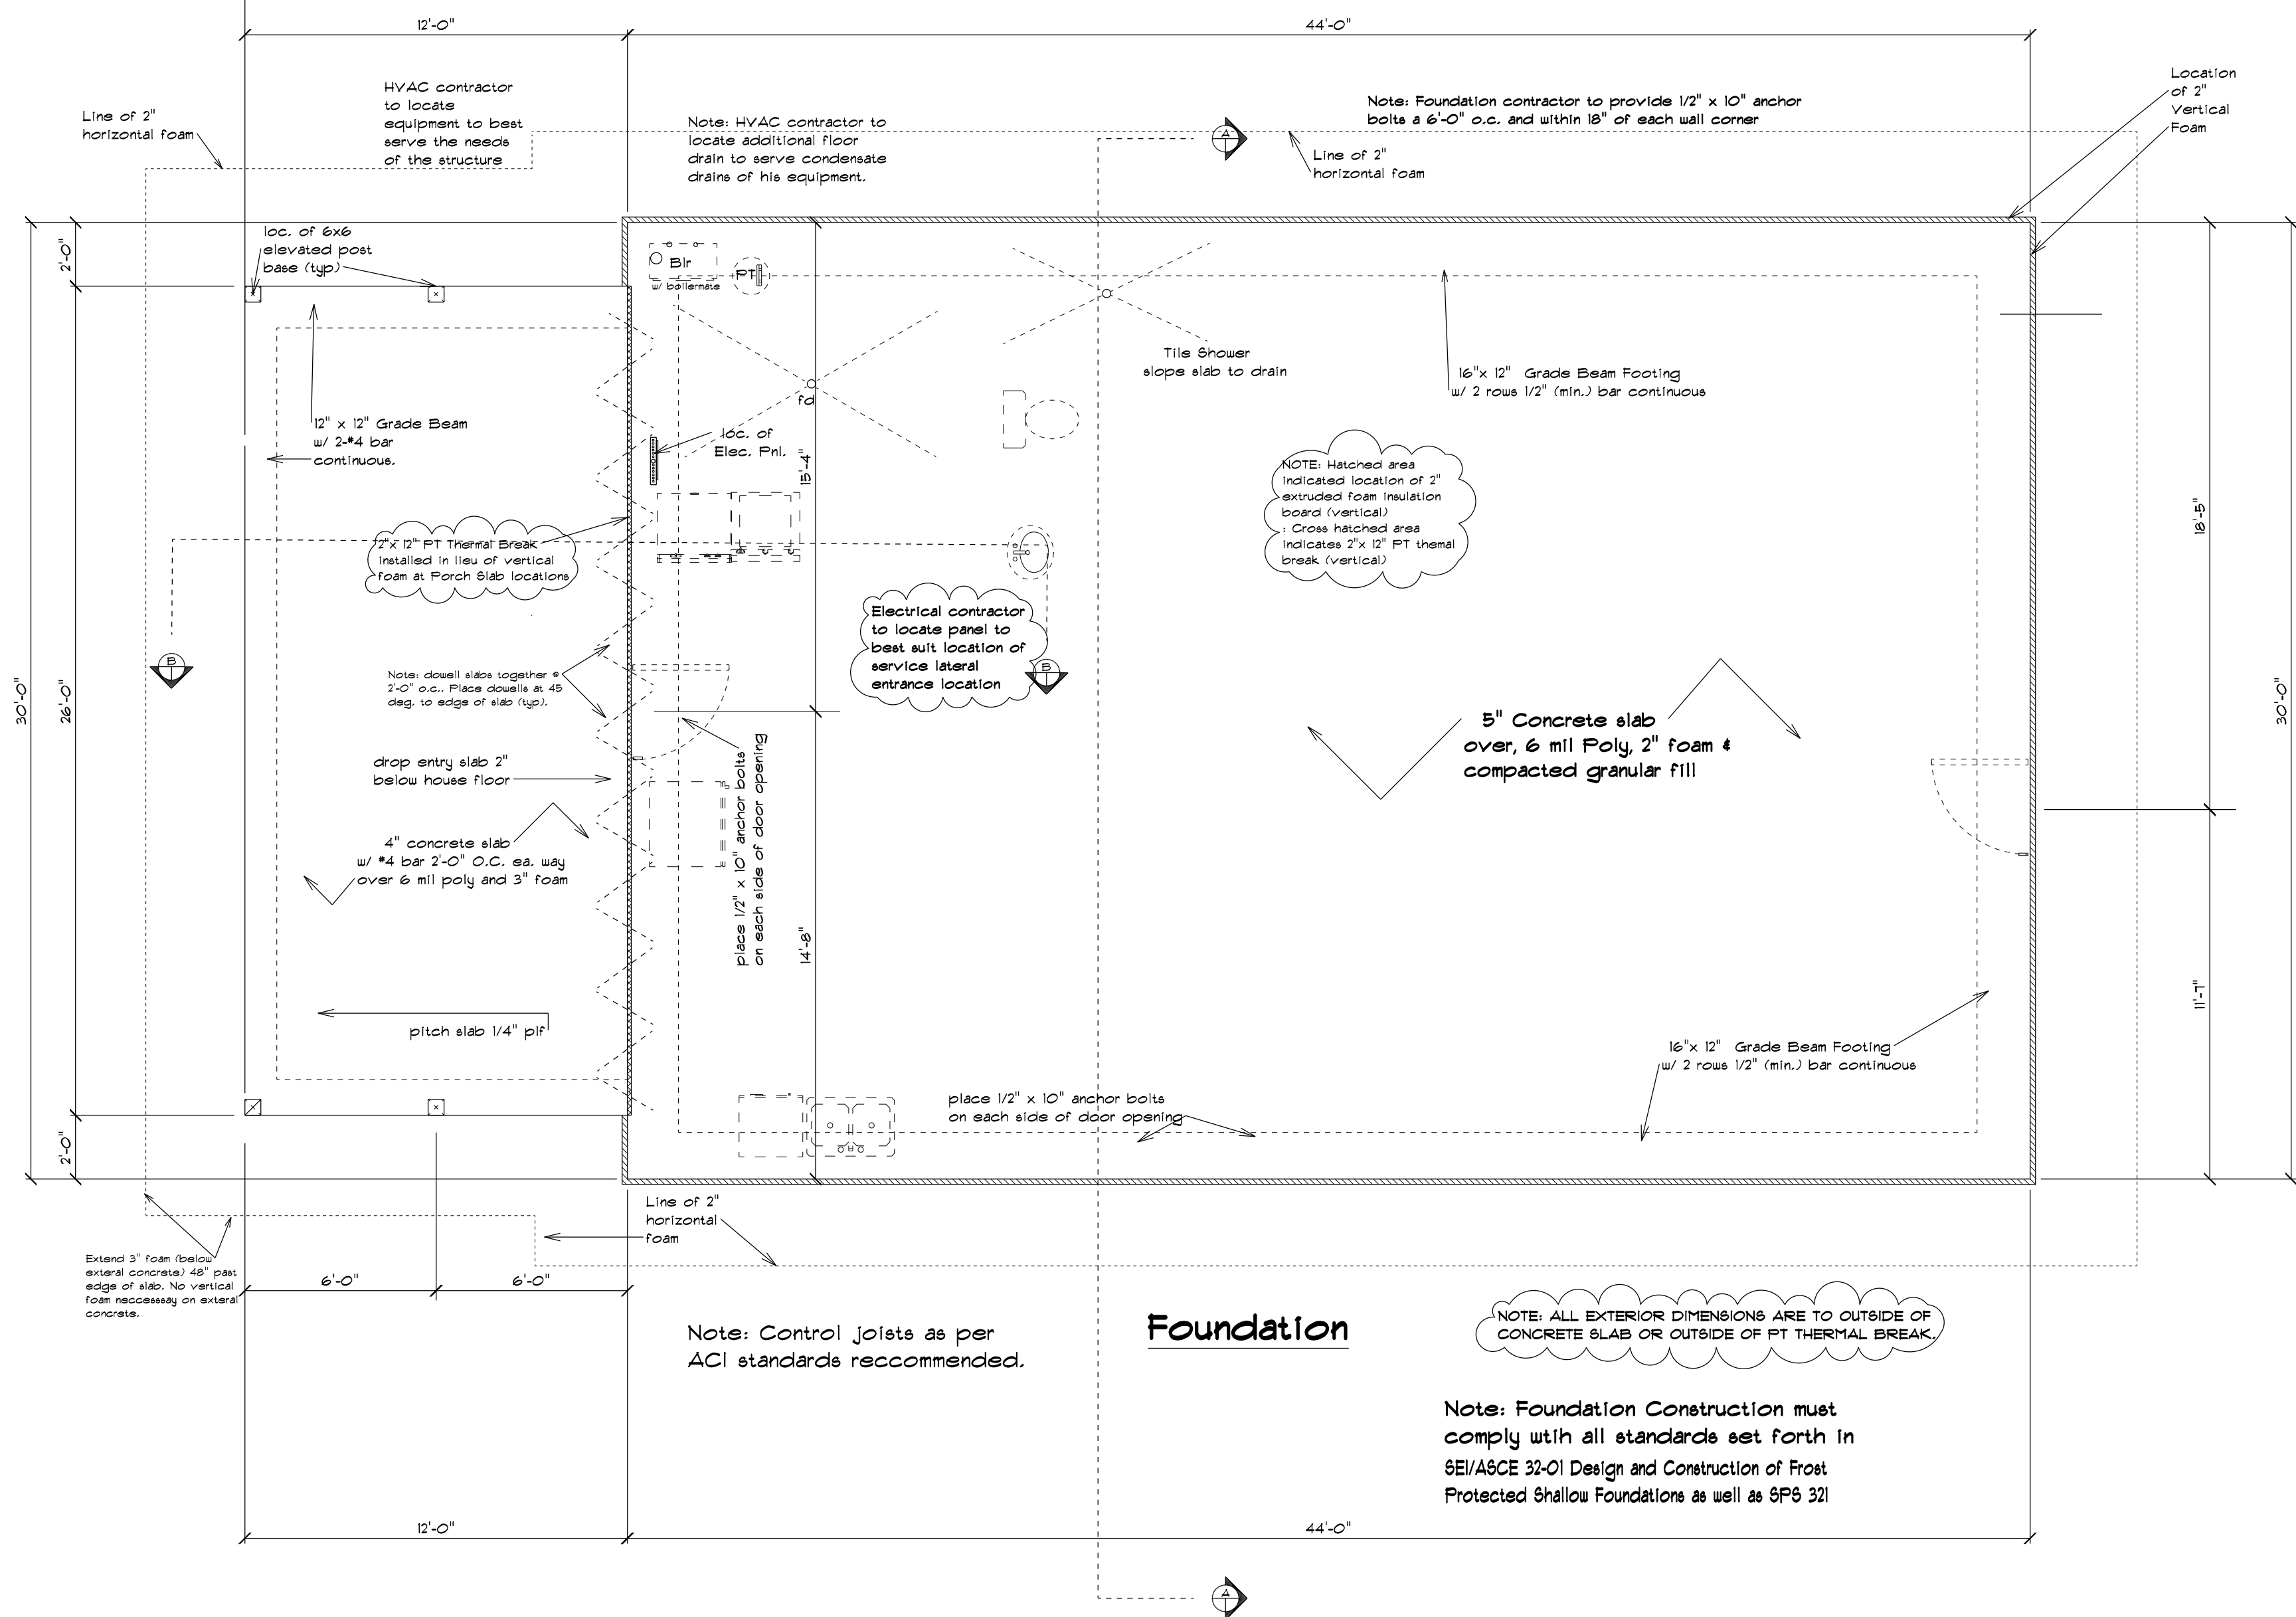 12'-0"
44'-0"
HVAC contractor
to locate
equipment to best
serve the needs
of the structure
Line of 2"
horizontal foam
Note: HVAC contractor to
locate additional floor
drain to serve condensate
drains of his equipment.
A
Note: Foundation contractor to provide 1/2" x 10" anchor
bolts a 6'-0" o.c. and within 18" of each wall corner
Line of 2"
horizontal foam
Location
of 2"
Vertical
Foam
loc. of 6x6
elevated post
base (typ.)
2'-0"
Blr
w/ boilermate
PT
Tile Shower
slope slab to drain
16"x 12" Grade Beam Footing
w/ 2 rows 1/2" (min.) bar continuous
fd
12" x 12" Grade Beam
w/ 2-#4 bar
continuous.
loc. of
Elec. Pnl.
15'-4"
NOTE: Hatched area
indicated location of 2"
extruded foam insulation
board (vertical)
: Cross hatched area
indicates 2"x 12" PT themal
break (vertical)
18'-5"
2"x 12" PT Thermal Break
installed in lieu of vertical
foam at Porch Slab locations
Electrical contractor
to locate panel to
best suit location of
service lateral
entrance location
B
B
Note: dowell slabs together @
2'-0" o.c.. Place dowells at 45
deg. to edge of slab (typ).
30'-0"
26'-0"
30'-0"
5" Concrete slab
over, 6 mil Poly, 2" foam &
compacted granular fill
drop entry slab 2"
below house floor
place 1/2" x 10" anchor bolts
on each side of door opening
4" concrete slab
w/ #4 bar 2'-0" O.C. ea. way
over 6 mil poly and 3" foam
14'-8"
11'-7"
pitch slab 1/4" plf
16"x 12" Grade Beam Footing
w/ 2 rows 1/2" (min.) bar continuous
place 1/2" x 10" anchor bolts
on each side of door opening
2'-0"
Line of 2"
horizontal
foam
Extend 3" foam (below
exteral concrete.) 48" past
edge of slab. No vertical
foam neccesssay on exteral
concrete.
6'-0"
6'-0"
Note: Control joists as per
ACI standards reccommended.
Foundation
NOTE: ALL EXTERIOR DIMENSIONS ARE TO OUTSIDE OF
CONCRETE SLAB OR OUTSIDE OF PT THERMAL BREAK.
Note: Foundation Construction must
comply wtih all standards set forth in
SEI/ASCE 32-01 Design and Construction of Frost
Protected Shallow Foundations as well as SPS 321
12'-0"
44'-0"
A